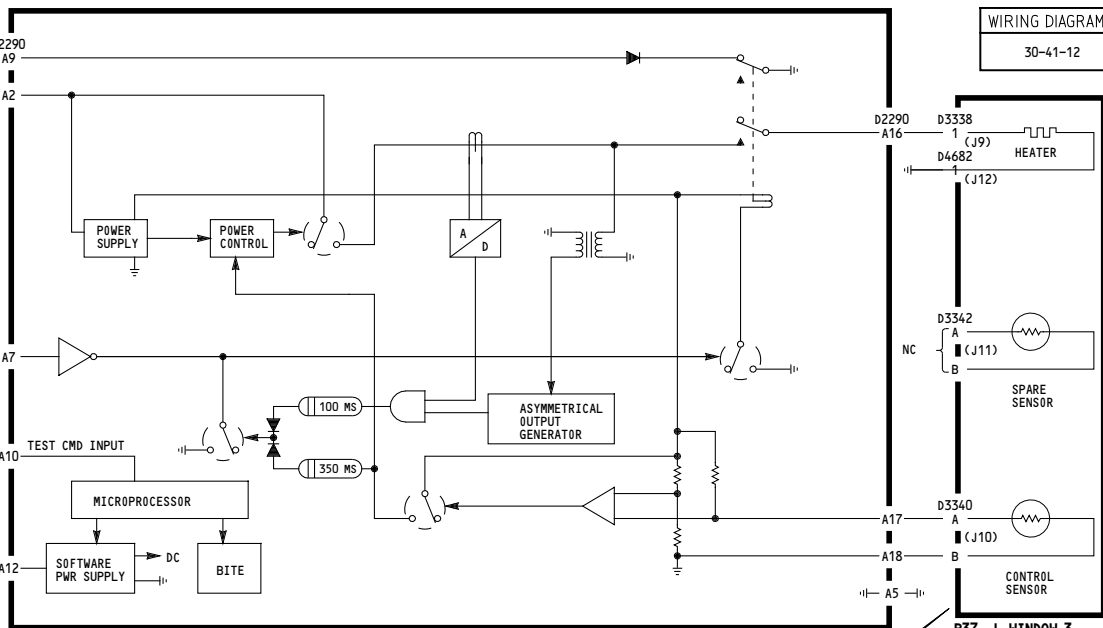 WIRING DIAGRAM
30-41-12
D2290
A9
A2
D2290
A16
D3338
1
(J9)
HEATER
D4682
1
(J12)
POWER
SUPPLY
POWER
CONTROL
A
D
D3342
A
NC
(J11)
B
SPARE
SENSOR
A7
100 MS
ASYMMETRICAL
OUTPUT
GENERATOR
350 MS
A10
TEST CMD INPUT
MICROPROCESSOR
A12
SOFTWARE
PWR SUPPLY
DC
BITE
A17
D3340
A
(J10)
A18
B
A5
CONTROL
SENSOR